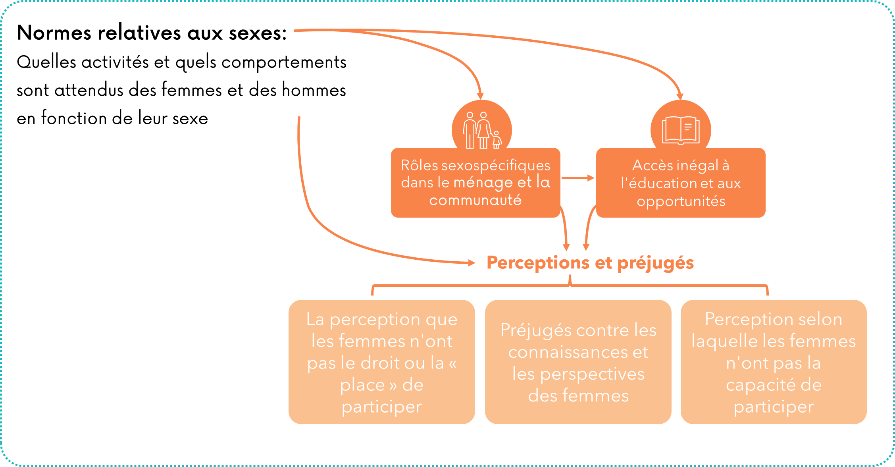 Normes relatives aux sexes:
Quelles activités et quels comportements
sont attendus des femmes et des hommes
en fonction de leur sexe
Rôles sexospécifiques
dans le ménage et la
communauté
Accès inégal à
l'éducation et aux
opportunités
Perceptions et préjugés
La perception que
les femmes n'ont
pas le droit ou la «
place » de
participer
Préjugés contre les
connaissances et
les perspectives
des femmes
Perception selon
laquelle les femmes
n'ont pas la
capacité de
participer